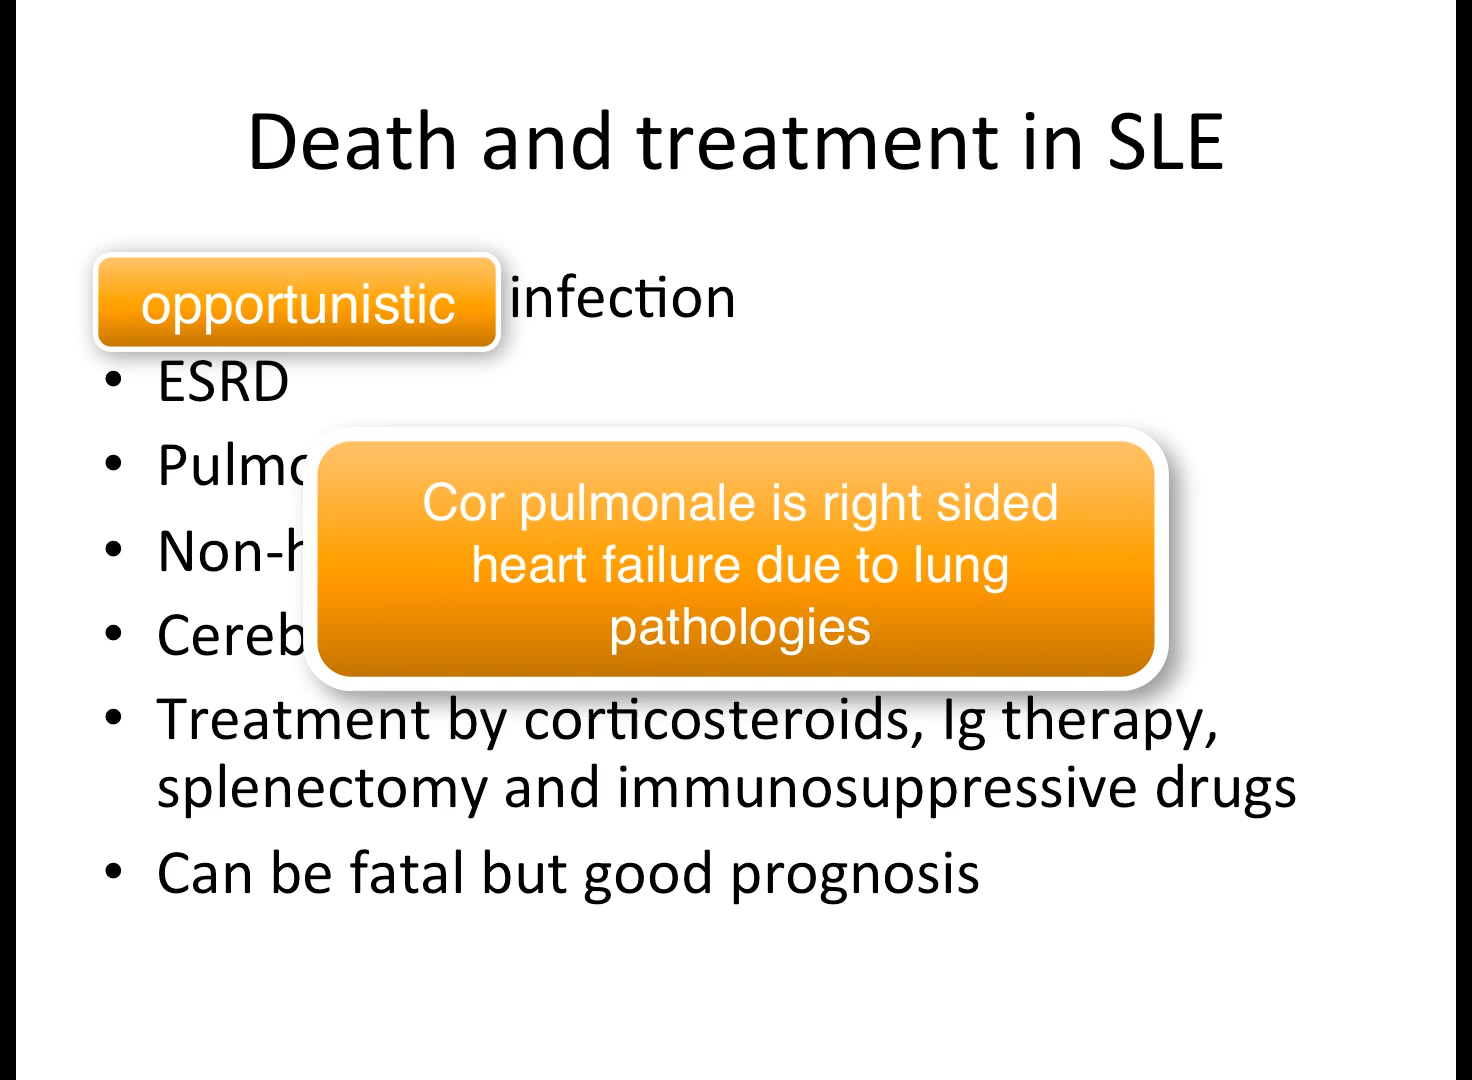 Death and treatment in SLE
opportunistic infection
• ESRD
• Pulmo
• Non-h
• Cereb
Cor pulmonale is right sided
heart failure due to lung
pathologies
• Treatment by corticosteroids, Ig therapy,
splenectomy and immunosuppressive drugs
• Can be fatal but good prognosis